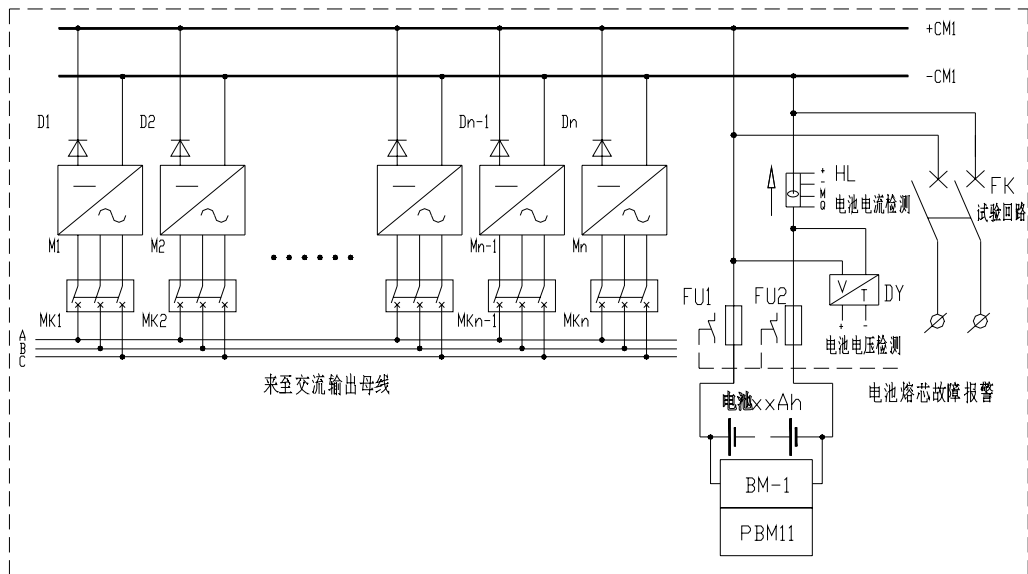 +CM1
-CM1
D1
D2
Dn-1
Dn
+
-
M
Q
HL
电池电流检测
FK
试验回路
M1
M2
Mn-1
Mn
V
T
DY
+
-
电池电压检测
FU1
FU2
MK1
MK2
MKn-1
MKn
A
B
C
来至交流输出母线
电池熔芯故障报警
电池xxAh
BM-1
PBM11